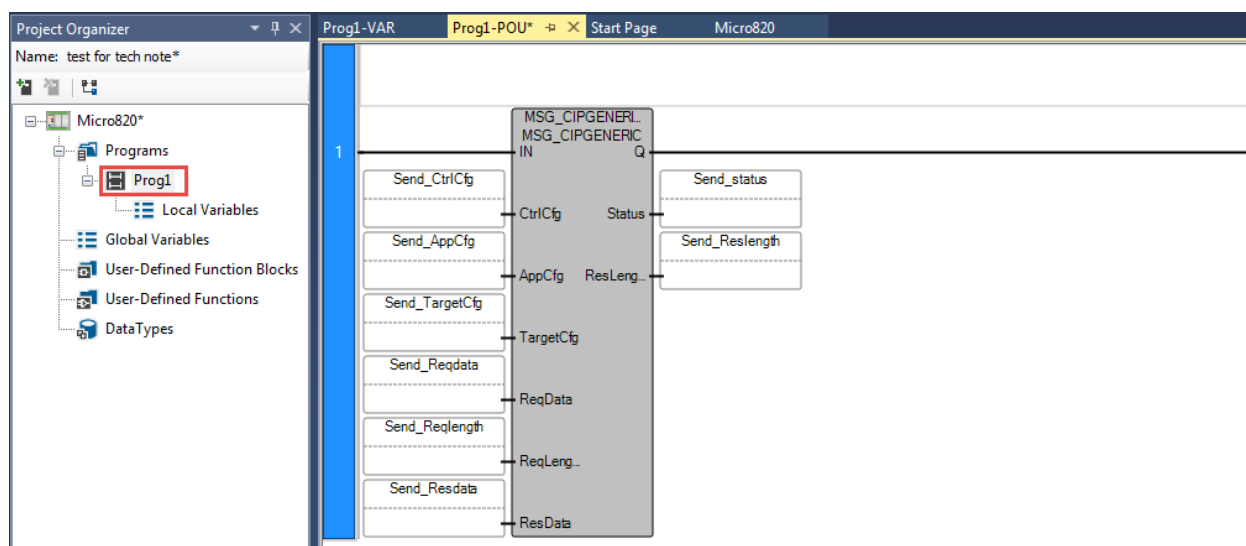 Project Organizer
Name: test for tech note*
Micro820*
Programs
Prog1
Local Variables
Global Variables
User-Defined Function Blocks
User-Defined Functions
DataTypes
Prog1-VAR Prog1-POU* Start Page Micro820
1
MSG_CIPGENERI...
MSG_CIPGENERIC
IN Q
Send_CtrlCfg Send_status
CtrlCfg Status
Send_AppCfg Send_Reslength
AppCfg ResLeng...
Send_TargetCfg
TargetCfg
Send_Reqdata
ReqData
Send_Reqlength
ReqLeng...
Send_Resdata
ResData